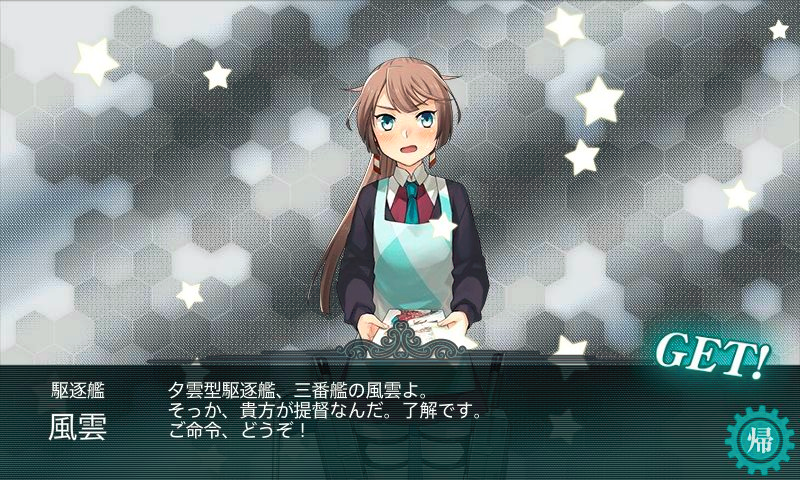 GET!
駆逐艦
風雲
夕雲型駆逐艦、三番艦の風雲よ。
そっか、貴方が提督なんだ。了解です。
ご命令、どうぞ！
帰